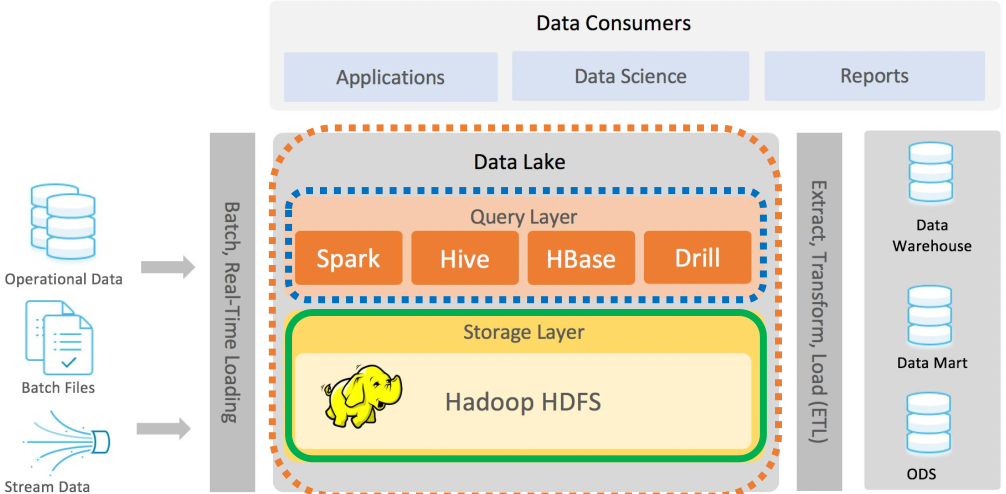 Data Consumers
Applications
Data Science
Reports
Operational Data
Batch Files
Stream Data
Batch, Real-Time Loading
Data Lake
Query Layer
Spark
Hive
HBase
Drill
Storage Layer
Hadoop HDFS
Extract, Transform, Load (ETL)
Data
Warehouse
Data Mart
ODS